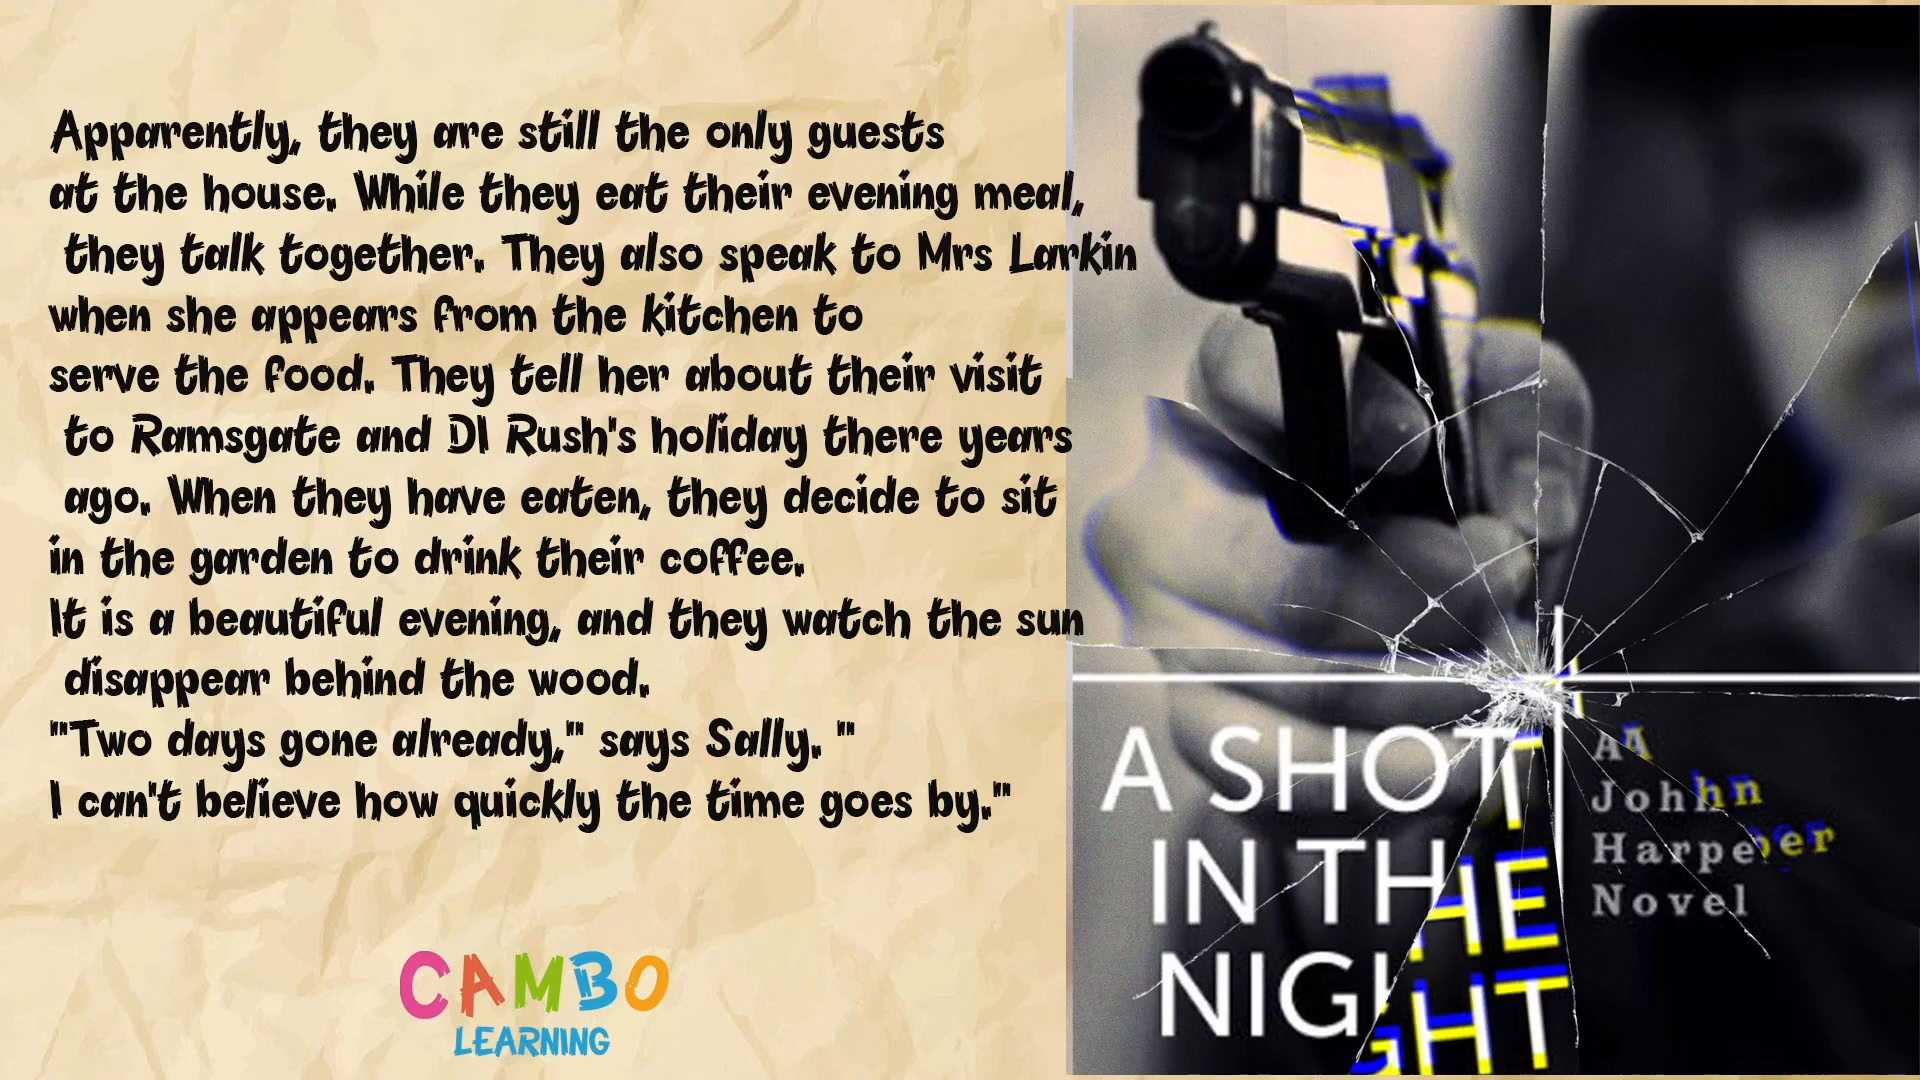 Apparently, they are still the only guests
at the house. While they eat their evening meal,
they talk together. They also speak to Mrs Larkin
when she appears from the kitchen to
serve the food. They tell her about their visit
to Ramsgate and DI Rush's holiday there years
ago. When they have eaten, they decide to sit
in the garden to drink their coffee.
It is a beautiful evening, and they watch the sun
disappear behind the wood.
"Two days gone already," says Sally. "
I can't believe how quickly the time goes by."
CAMBO
LEARNING
A SHOT
IN THE
NIGHT
A
John
Harper
Novel